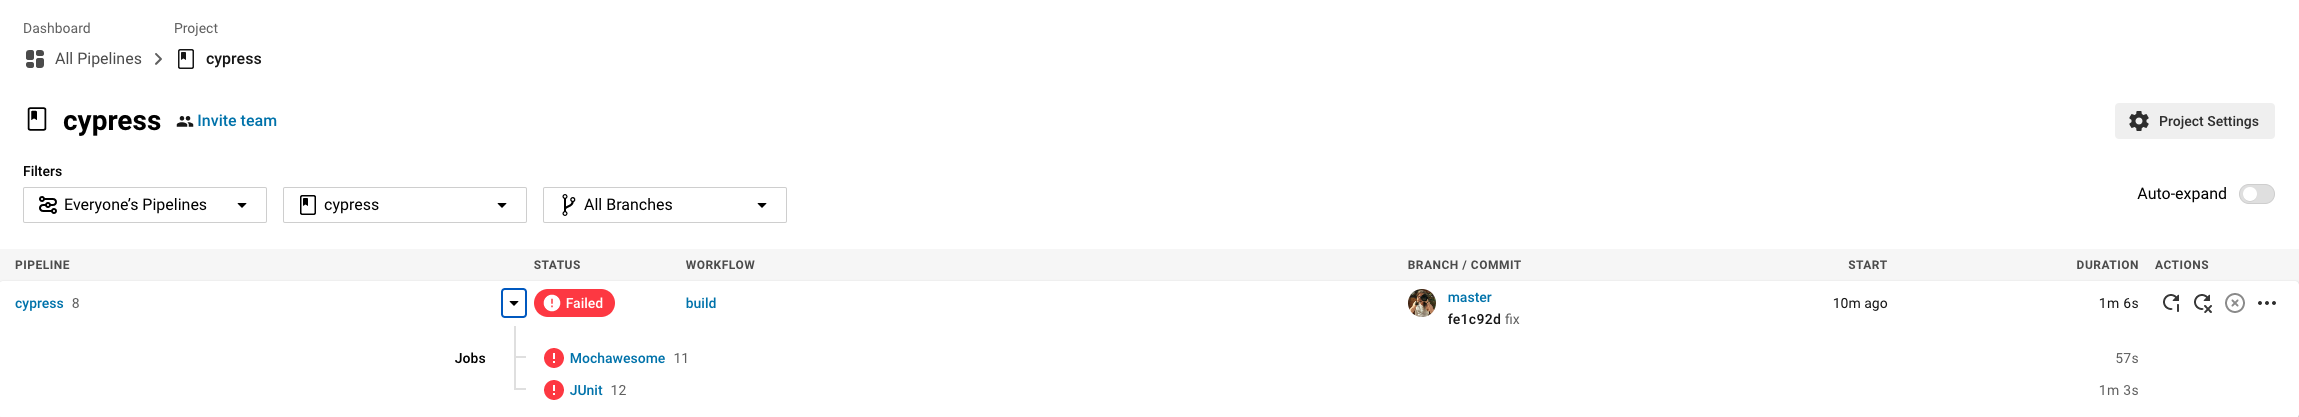 Dashboard Project
All Pipelines cypress
cypress Invite team
Project Settings
Filters
Everyone’s Pipelines cypress All Branches
Auto-expand
PIPELINE STATUS WORKFLOW BRANCH / COMMIT START DURATION ACTIONS
cypress 8 Failed build master 10m ago 1m 6s
fe1c92d fix
Jobs Mochawesome 11 57s
JUnit 12 1m 3s